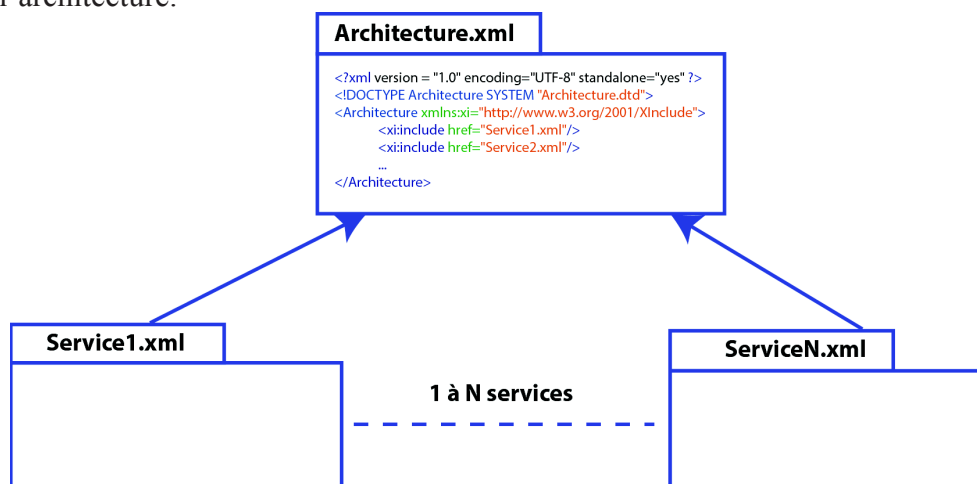 r architecture.
Architecture.xml
<?xml version = "1.0" encoding="UTF-8" standalone="yes" ?>
<!DOCTYPE Architecture SYSTEM "Architecture.dtd">
<Architecture xmlns:xi="http://www.w3.org/2001/XInclude">
<xi:include href="Service1.xml"/>
<xi:include href="Service2.xml"/>
...
</Architecture>
Service1.xml
ServiceN.xml
1 à N services